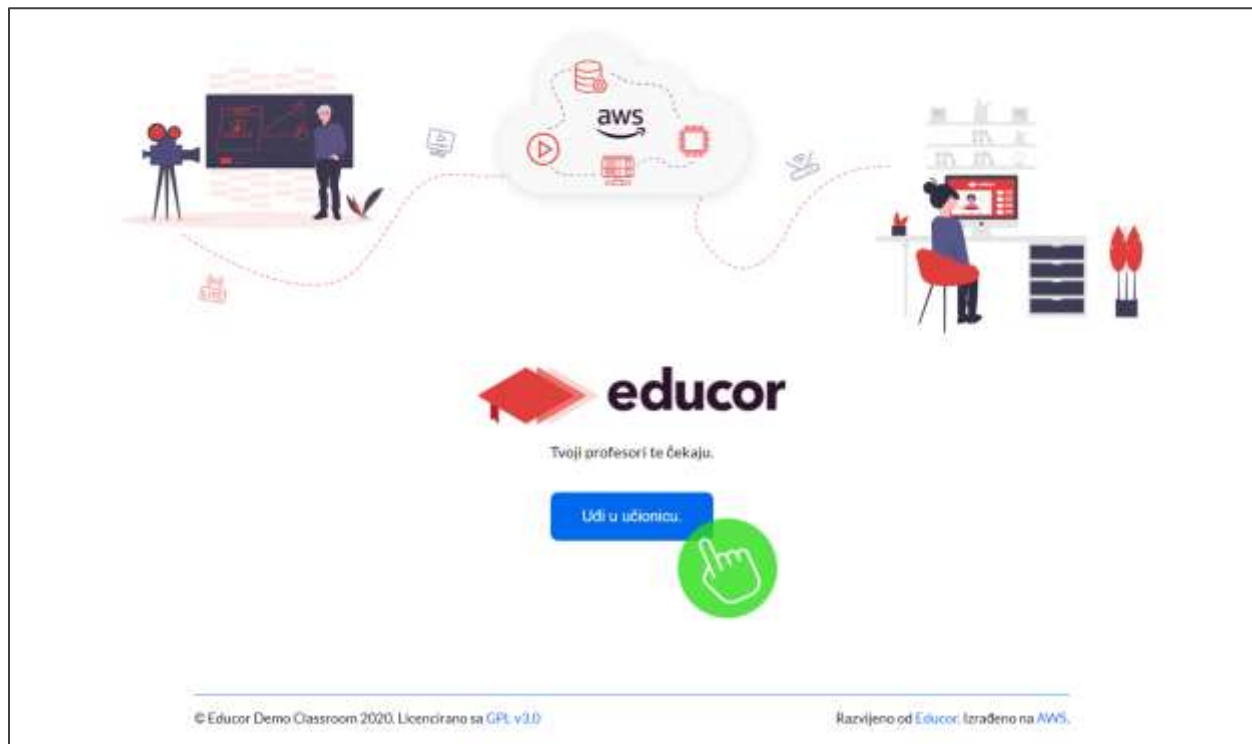 aws
educor
Tvoji profesori te čekaju.
Uđi u učionicu.
© Educor Demo Classroom 2020. Licencirano sa GPL v3.0
Razvijeno od Educor. Izrađeno na AWS.